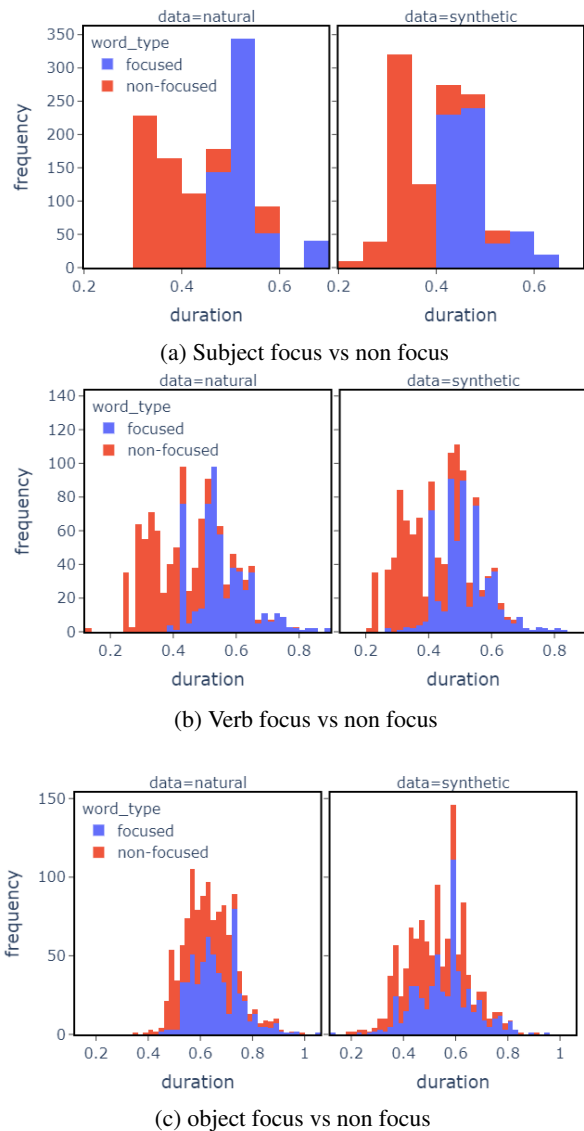 data=natural data=synthetic
350
word_type
300
focused
non-focused
250
200
150
100
50
0
frequency
0.2 0.4 0.6 0.2 0.4 0.6
duration duration
(a) Subject focus vs non focus
data=natural data=synthetic
140
word_type
120
focused
non-focused
100
80
60
40
20
0
frequency
0.2 0.4 0.6 0.8 0.2 0.4 0.6 0.8
duration duration
(b) Verb focus vs non focus
data=natural data=synthetic
150
word_type
focused
non-focused
100
50
0
frequency
0.2 0.4 0.6 0.8 1 0.2 0.4 0.6 0.8 1
duration duration
(c) object focus vs non focus